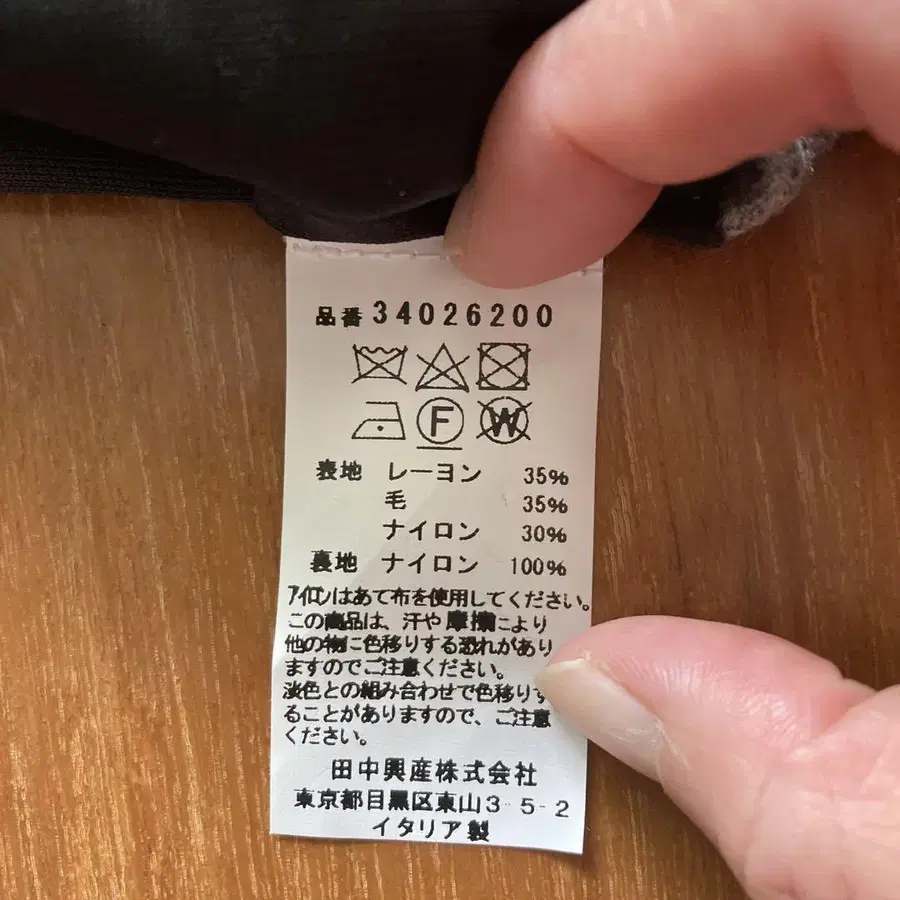 品番 34026200
F W
表地 レーヨン 35%
毛 35%
ナイロン 30%
裏地 ナイロン 100%
アイロンはあて布を使用してください。
この商品は、汗や摩擦により
他の物に色移りする恐れがあり
ますのでご注意ください。
淡色との組み合わせで色移りす
ることがありますので、ご注意
ください。
田中興産株式会社
東京都目黒区東山3-5-2
イタリア製